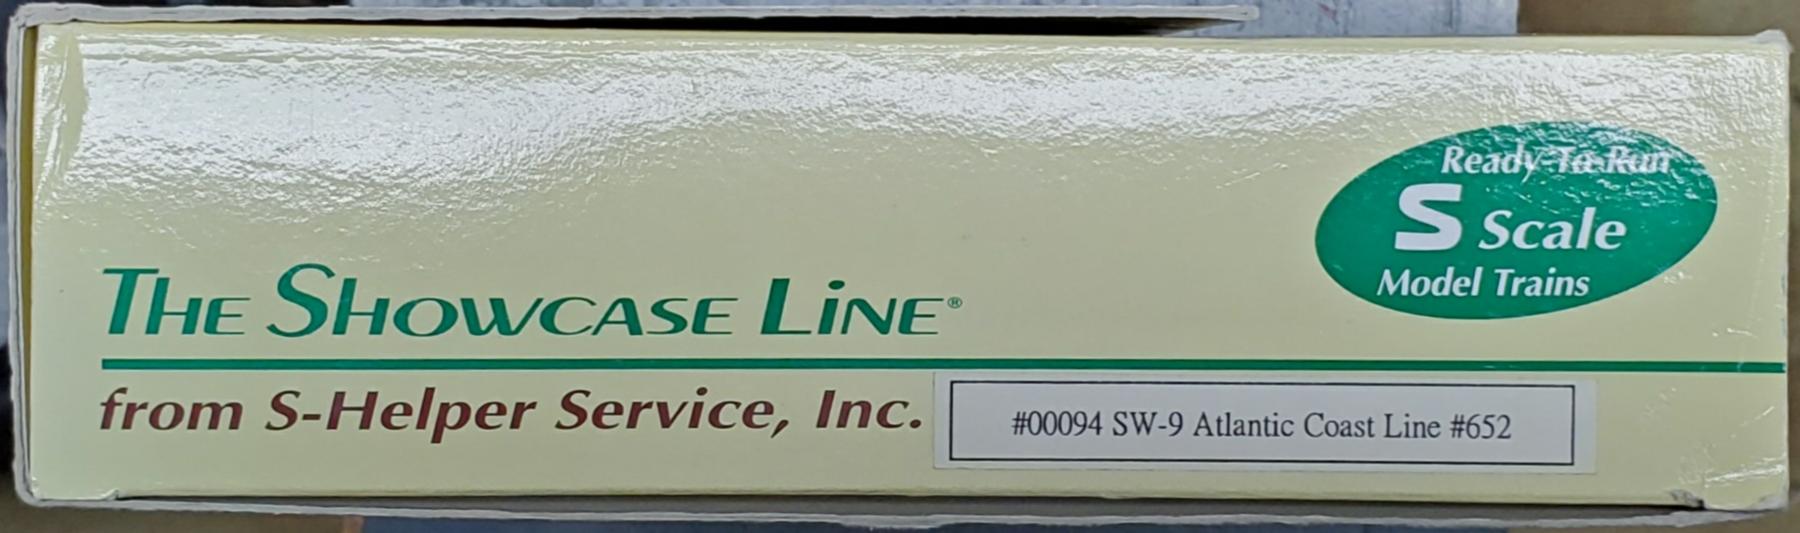 Ready-To-Run
S Scale
Model Trains
THE SHOWCASE LINE®
from S-Helper Service, Inc.
#00094 SW-9 Atlantic Coast Line #652